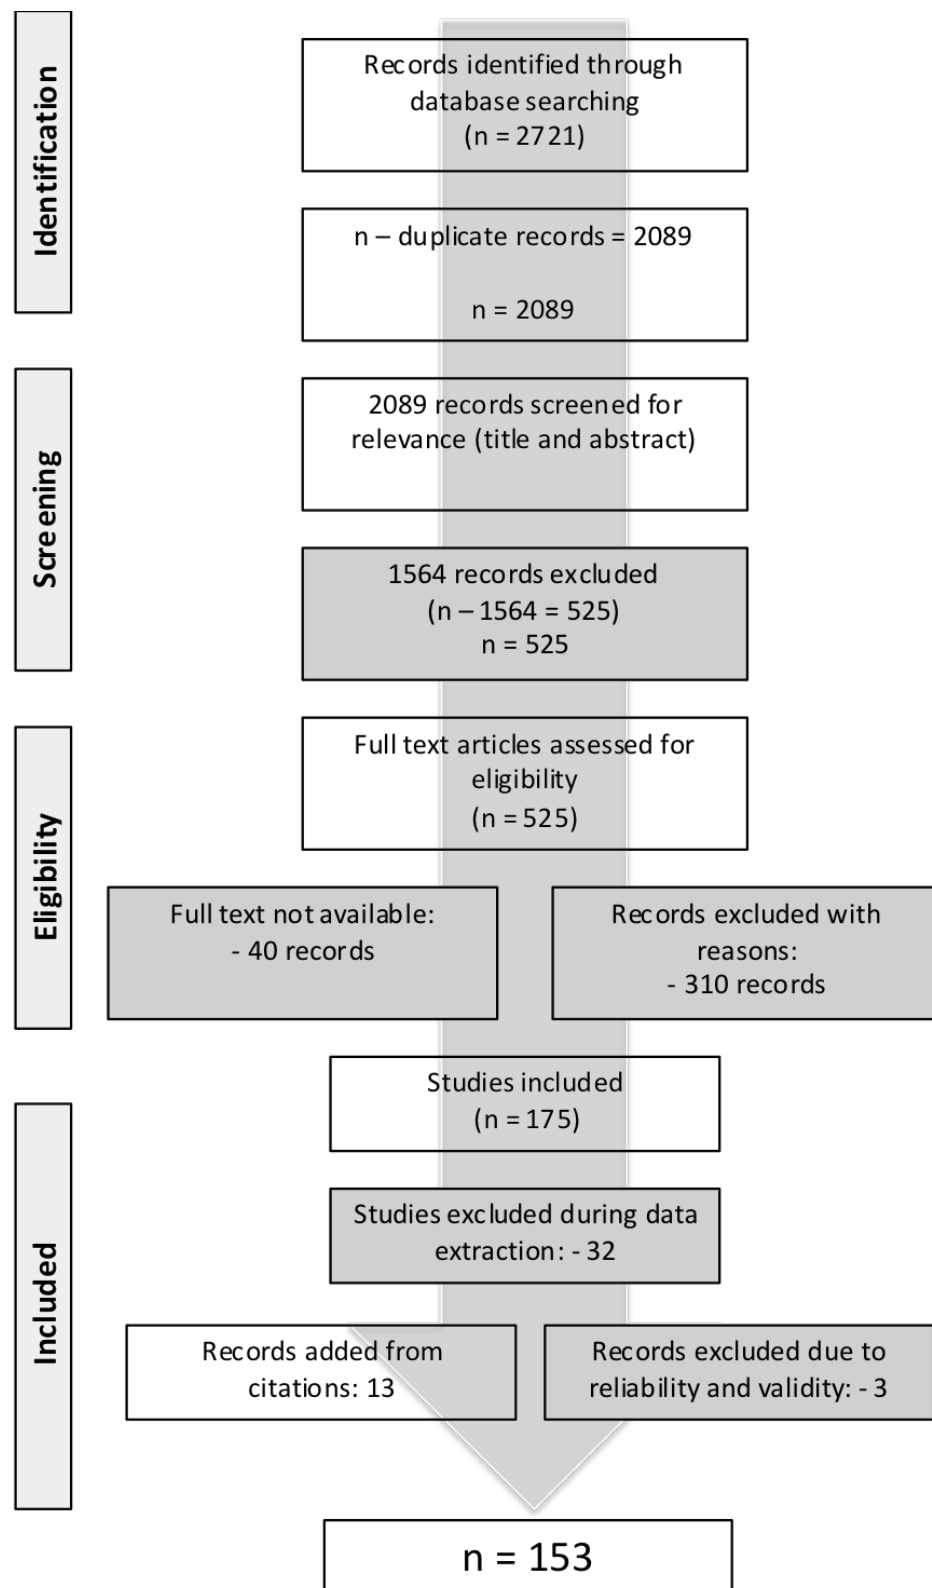 Identification
Records identified through
database searching
(n = 2721)
n – duplicate records = 2089
n = 2089
Screening
2089 records screened for
relevance (title and abstract)
1564 records excluded
(n – 1564 = 525)
n = 525
Eligibility
Full text articles assessed for
eligibility
(n = 525)
Full text not available:
- 40 records
Records excluded with
reasons:
- 310 records
Included
Studies included
(n = 175)
Studies excluded during data
extraction: - 32
Records added from
citations: 13
Records excluded due to
reliability and validity: - 3
n = 153